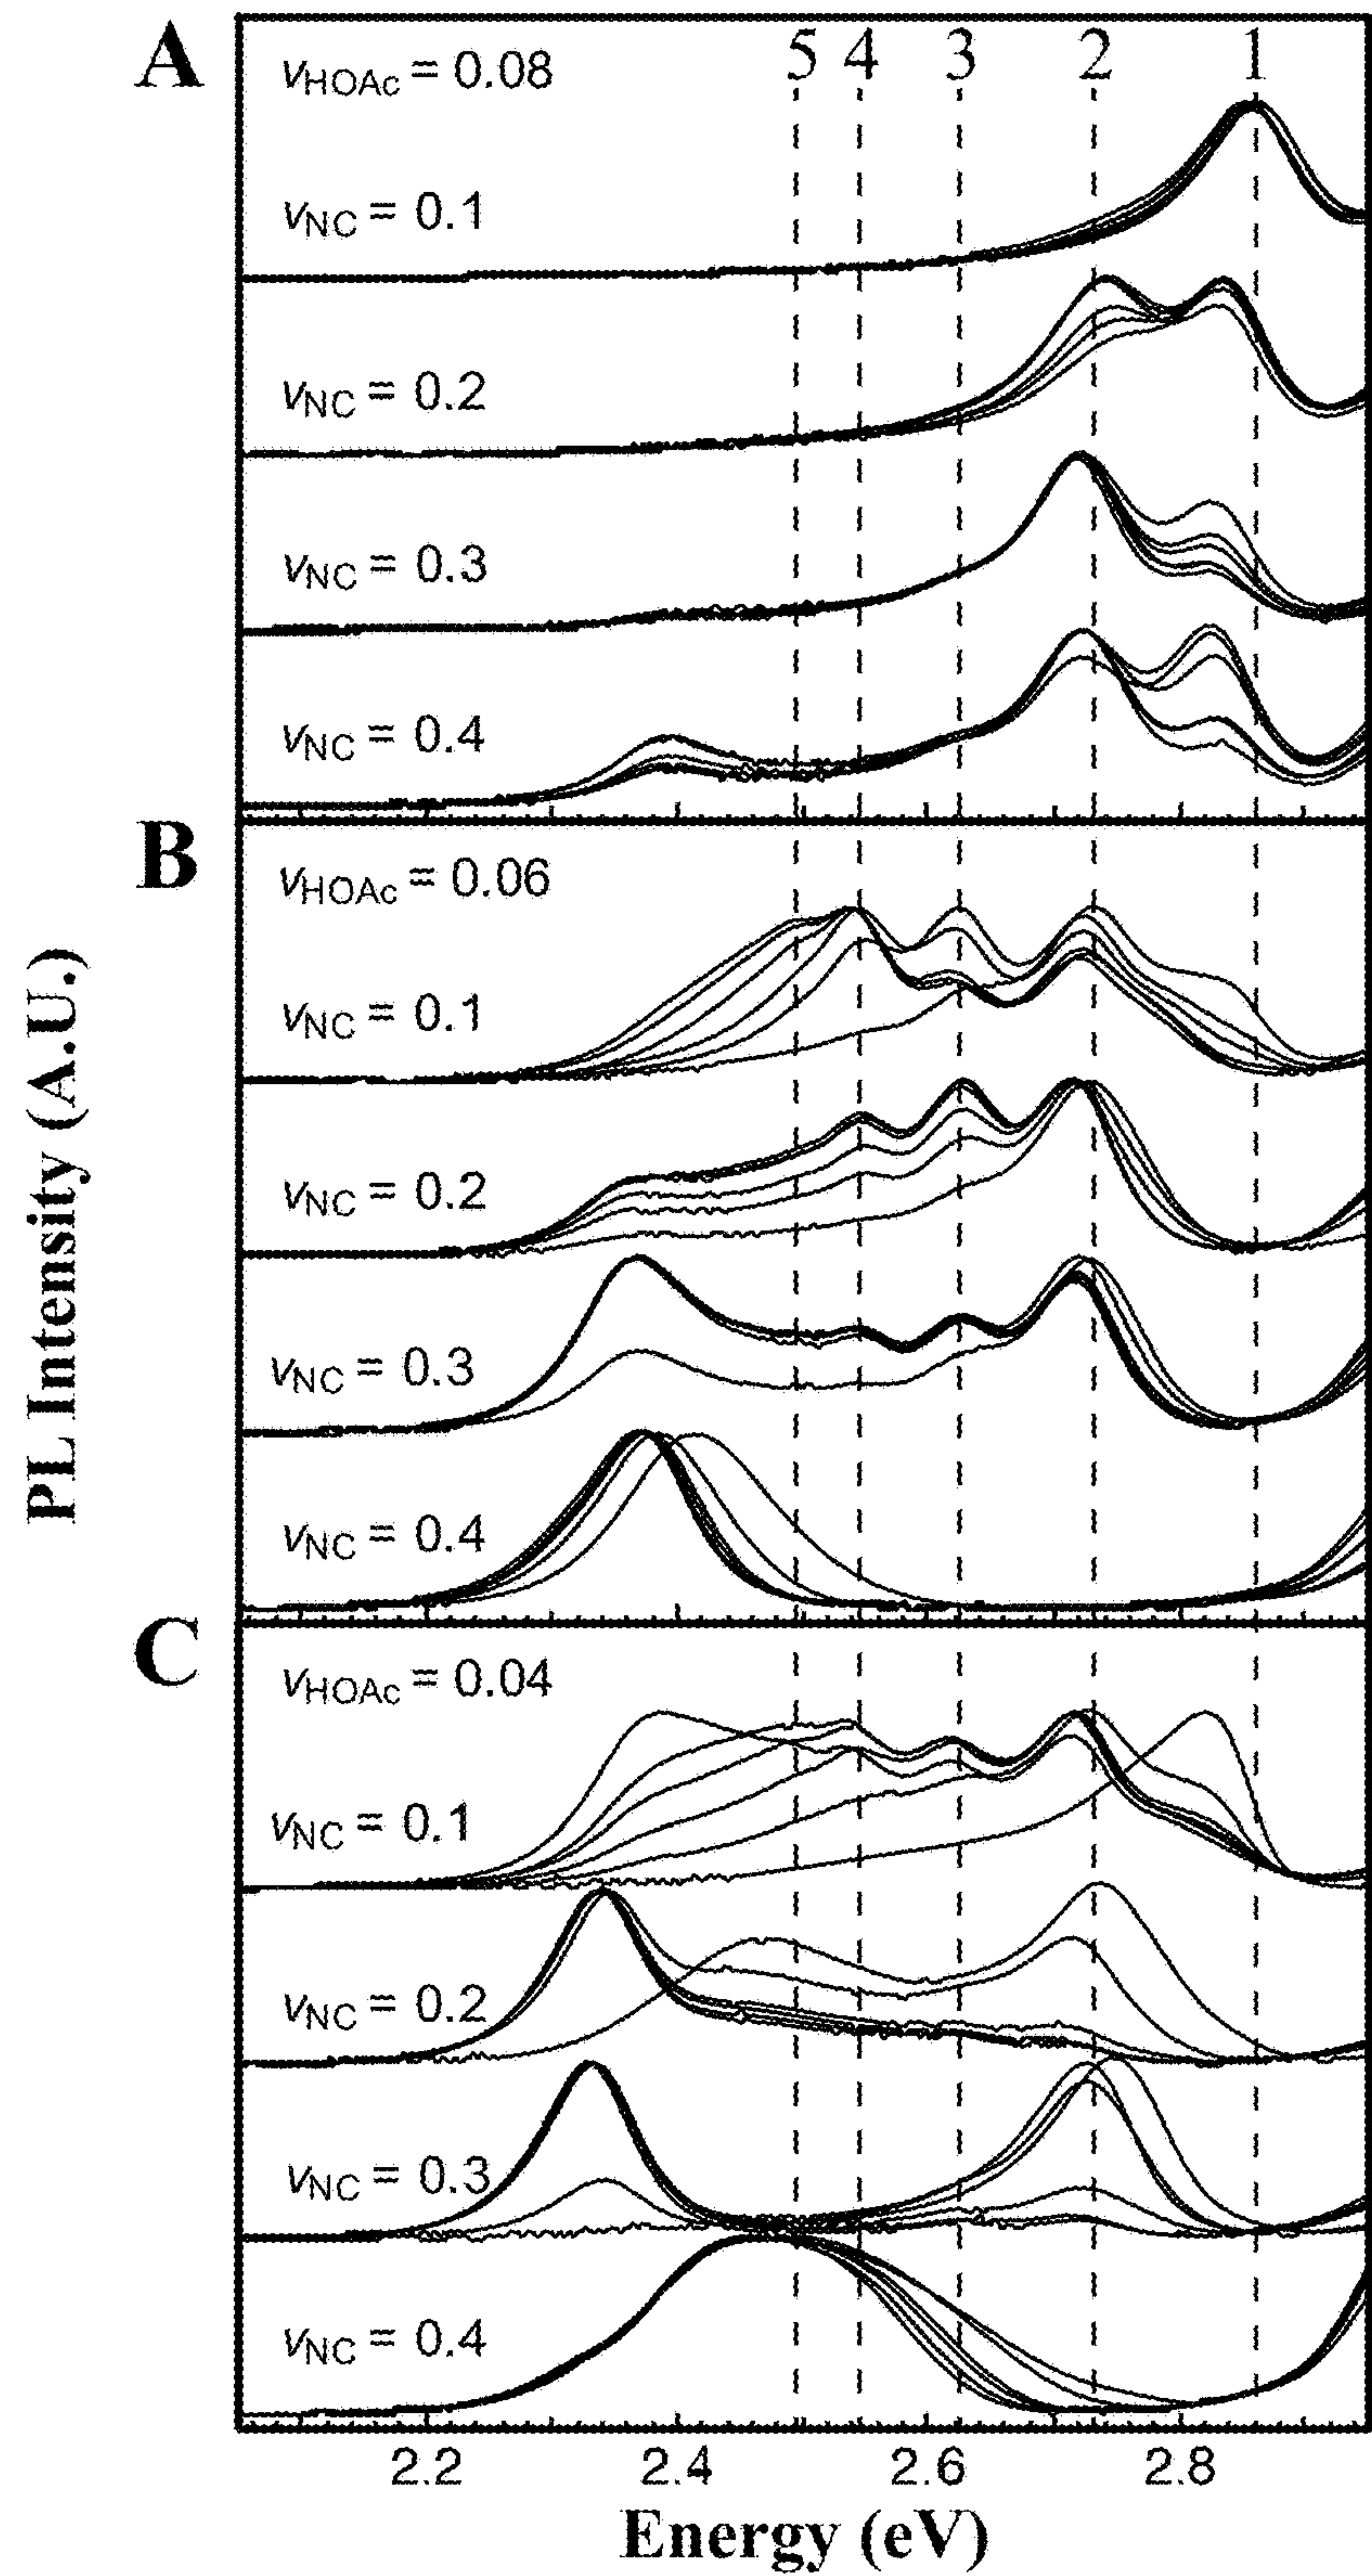 A
5 4 3 2 1
vHOAc = 0.08
vNC = 0.1
vNC = 0.2
vNC = 0.3
vNC = 0.4
B
vHOAc = 0.06
vNC = 0.1
vNC = 0.2
vNC = 0.3
vNC = 0.4
C
vHOAc = 0.04
vNC = 0.1
vNC = 0.2
vNC = 0.3
vNC = 0.4
PL Intensity (A.U.)
2.2 2.4 2.6 2.8
Energy (eV)